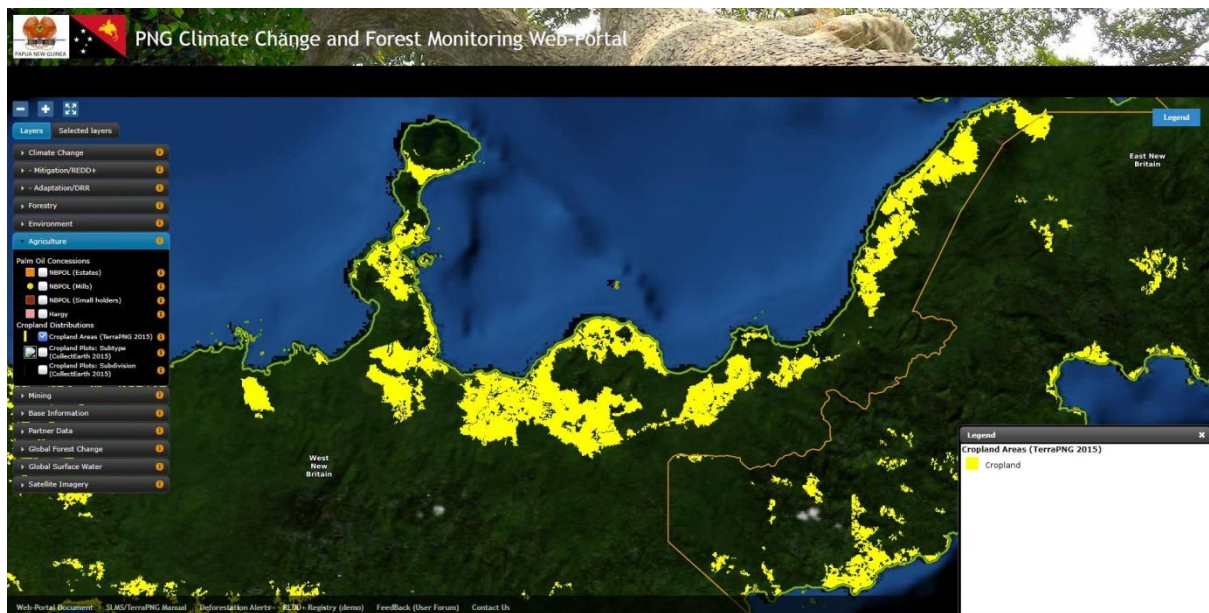 PAPUA NEW GUINEA
PNG Climate Change and Forest Monitoring Web-Portal
Layers
Selected layers
Legend
Climate Change
- Mitigation/REDD+
- Adaptation/DRR
Forestry
Environment
Agriculture
Palm Oil Concessions
NBPOL (Estates)
NBPOL (Mills)
NBPOL (Small holders)
Hargy
Cropland Distributions
Cropland Areas (TerraPNG 2015)
Cropland Plots: Subtype
(CollectEarth 2015)
Cropland Plots: Subdivision
(CollectEarth 2015)
Mining
Base Information
Partner Data
Global Forest Change
Global Surface Water
Satellite Imagery
East New
Britain
West
New
Britain
Legend
Cropland Areas (TerraPNG 2015)
Cropland
Web-Portal Document SLMS/TerraPNG Manual Deforestation Alerts REDD+ Registry (demo) FeedBack (User Forum) Contact Us